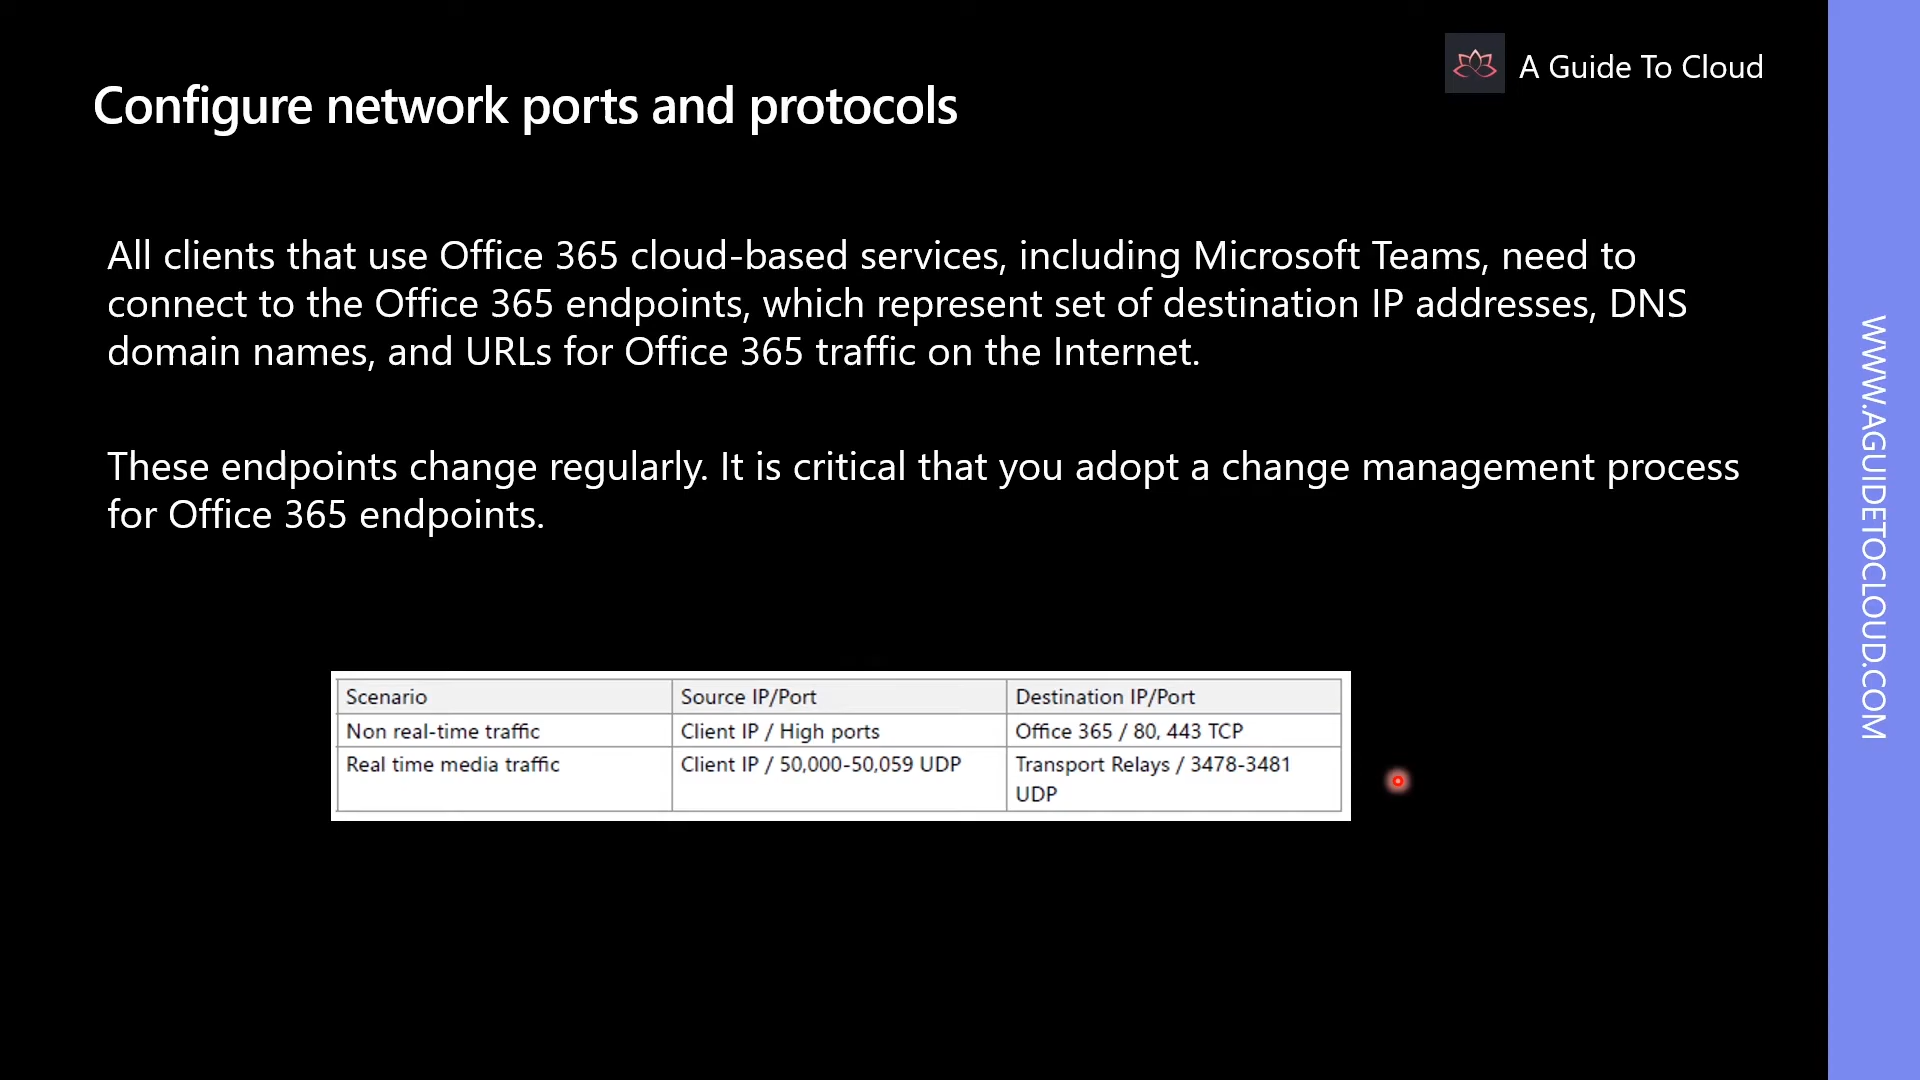 A Guide To Cloud
Configure network ports and protocols
All clients that use Office 365 cloud-based services, including Microsoft Teams, need to
connect to the Office 365 endpoints, which represent set of destination IP addresses, DNS
domain names, and URLs for Office 365 traffic on the Internet.
These endpoints change regularly. It is critical that you adopt a change management process
for Office 365 endpoints.
Scenario Source IP/Port Destination IP/Port
Non real-time traffic Client IP / High ports Office 365 / 80, 443 TCP
Real time media traffic Client IP / 50,000-50,059 UDP Transport Relays / 3478-3481
UDP
WWW.AGUIDETOCLOUD.COM